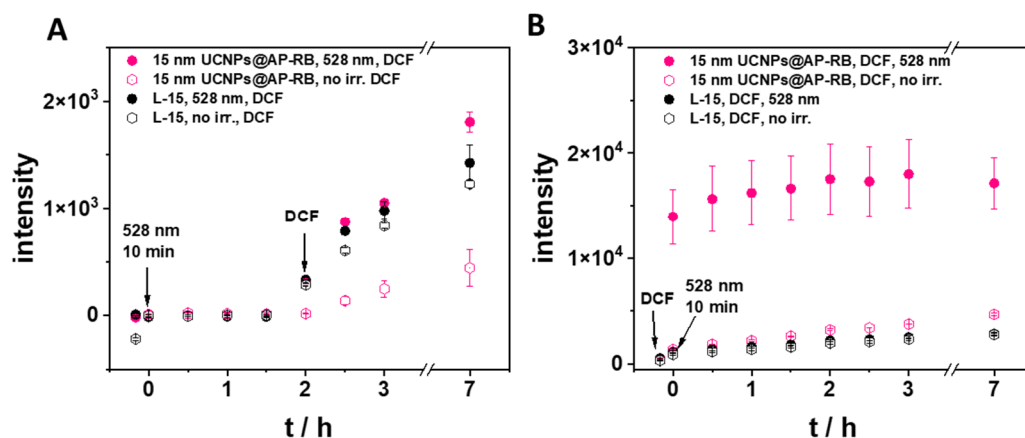 A
15 nm UCNPs@AP-RB, 528 nm, DCF
15 nm UCNPs@AP-RB, no irr. DCF
L-15, 528 nm, DCF
L-15, no irr., DCF
2×10³
1×10³
0
intensity
528 nm
10 min
DCF
0
1
2
3
7
t / h
B
15 nm UCNPs@AP-RB, DCF, 528 nm
15 nm UCNPs@AP-RB, DCF, no irr.
L-15, DCF, 528 nm
L-15, DCF, no irr.
3×10⁴
2×10⁴
1×10⁴
0
intensity
DCF
528 nm
10 min
0
1
2
3
7
t / h